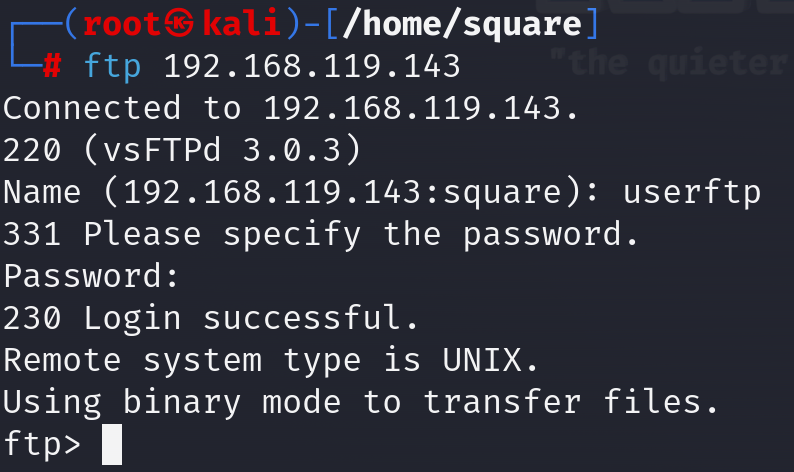 ┌──(root㉿kali)-[/home/square]
└─# ftp 192.168.119.143
"the quieter
Connected to 192.168.119.143.
220 (vsFTPd 3.0.3)
Name (192.168.119.143:square): userftp
331 Please specify the password.
Password:
230 Login successful.
Remote system type is UNIX.
Using binary mode to transfer files.
ftp>